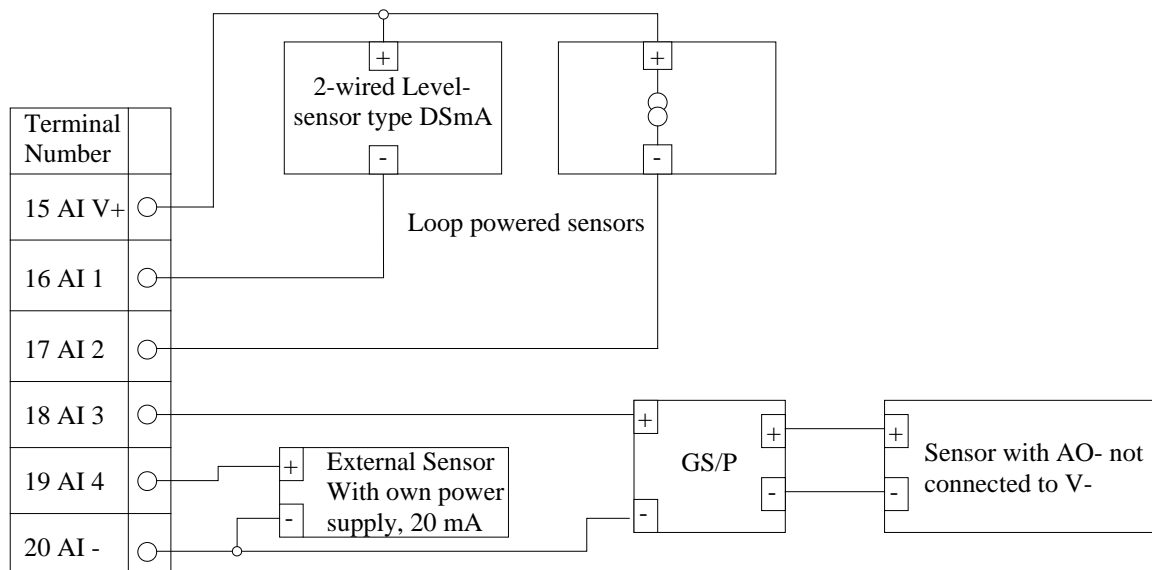 +
+
2-wired Level-
sensor type DSmA
-
-
Terminal
Number
15 AI V+
Loop powered sensors
16 AI 1
17 AI 2
18 AI 3
+
+
+
GS/P
Sensor with AO- not
connected to V-
-
-
-
19 AI 4
+
External Sensor
With own power
supply, 20 mA
-
20 AI -